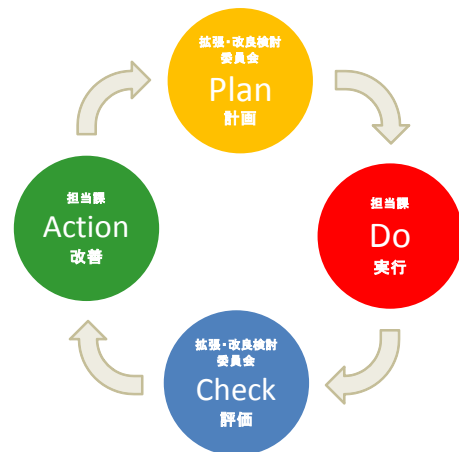 拡張・改良検討
委員会
Plan
計画
担当課
Do
実行
拡張・改良検討
委員会
Check
評価
担当課
Action
改善